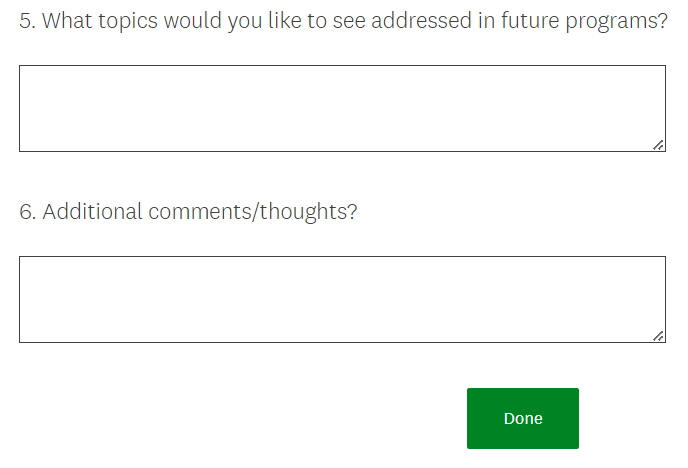 5. What topics would you like to see addressed in future programs?
6. Additional comments/thoughts?
Done